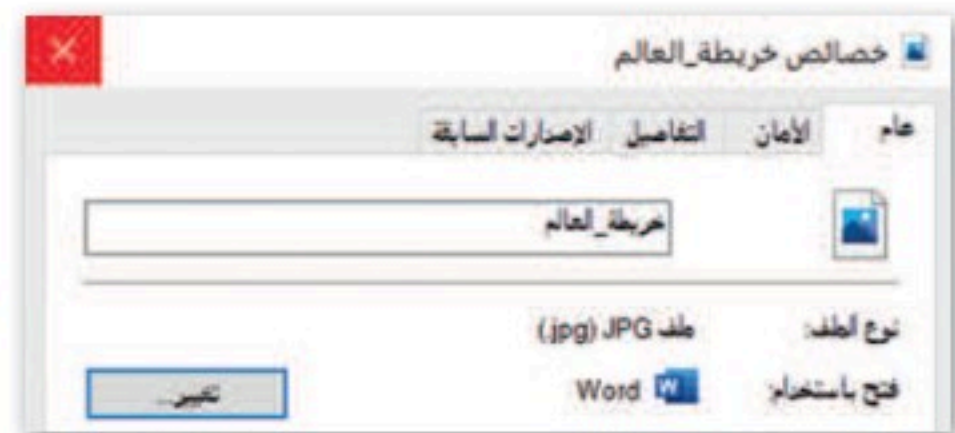 خصائص خريطة_العالم
عام الأمان التفاصيل الإصدارات السابقة
خريطة_العالم
نوع الملف: ملف JPG (.jpg)
فتح باستخدام: Word
تغيير...